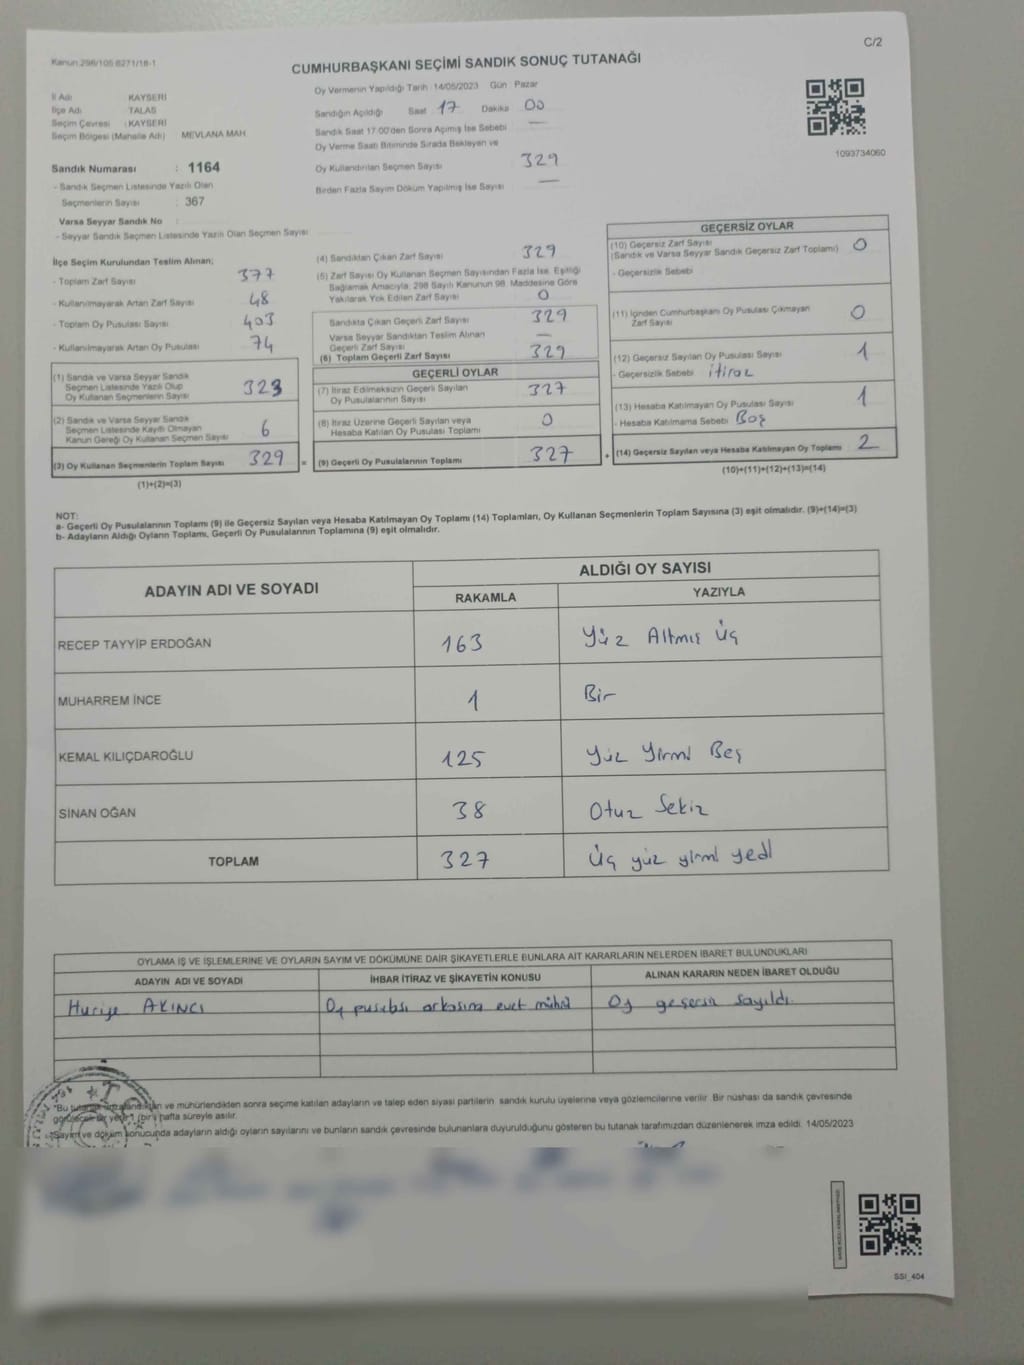 Kanun:298/105 6271/18-1
C/2
CUMHURBAŞKANI SEÇİMİ SANDIK SONUÇ TUTANAĞI
İl Adı : KAYSERİ
İlçe Adı : TALAS
Seçim Çevresi : KAYSERİ
Seçim Bölgesi (Mahalle Adı) MEVLANA MAH.
Sandık Numarası : 1164
- Sandık Seçmen Listesinde Yazılı Olan
Seçmenlerin Sayısı : 367
Varsa Seyyar Sandık No :
- Seyyar Sandık Seçmen Listesinde Yazılı Olan Seçmen Sayısı
Oy Vermenin Yapıldığı Tarih :14/05/2023 Gün Pazar
Sandığın Açıldığı Saat 17 Dakika 00
Sandık Saat 17.00'den Sonra Açımış İse Sebebi —
Oy Verme Saati Bitiminde Sırada Bekleyen ve
Oy Kullandırılan Seçmen Sayısı 329
Birden Fazla Sayım Döküm Yapılmış İse Sayısı —
1093734060
İlçe Seçim Kurulundan Teslim Alınan;
- Toplam Zarf Sayısı 377
- Kullanılmayarak Artan Zarf Sayısı 48
- Toplam Oy Pusulası Sayısı 403
- Kullanılmayarak Artan Oy Pusulası 74
(1) Sandık ve Varsa Seyyar Sandık
Seçmen Listesinde Yazılı Olup
Oy Kullanan Seçmenlerin Sayısı 323
(2) Sandık ve Varsa Seyyar Sandık
Seçmen Listesinde Kayıtlı Olmayan
Kanun Gereği Oy Kullanan Seçmen Sayısı 6
(3) Oy Kullanan Seçmenlerin Toplam Sayısı 329 =
(1)+(2)=(3)
(4) Sandıktan Çıkan Zarf Sayısı 329
(5) Zarf Sayısı Oy Kullanan Seçmen Sayısından Fazla İse, Eşitliği
Sağlamak Amacıyla, 298 Sayılı Kanunun 98. Maddesine Göre
Yakılarak Yok Edilen Zarf Sayısı 0
Sandıkta Çıkan Geçerli Zarf Sayısı 329
Varsa Seyyar Sandıktan Teslim Alınan
Geçerli Zarf Sayısı —
(6) Toplam Geçerli Zarf Sayısı 329
GEÇERLİ OYLAR
(7) İtiraz Edilmeksizin Geçerli Sayılan
Oy Pusulalarının Sayısı 327
(8) İtiraz Üzerine Geçerli Sayılan veya
Hesaba Katılan Oy Pusulası Toplamı 0
(9) Geçerli Oy Pusulalarının Toplamı 327 +
GEÇERSİZ OYLAR
(10) Geçersiz Zarf Sayısı
(Sandık ve Varsa Seyyar Sandık Geçersiz Zarf Toplamı) 0
- Geçersizlik Sebebi
(11) İçinden Cumhurbaşkanı Oy Pusulası Çıkmayan
Zarf Sayısı 0
(12) Geçersiz Sayılan Oy Pusulası Sayısı 1
- Geçersizlik Sebebi itiraz
(13) Hesaba Katılmayan Oy Pusulası Sayısı 1
- Hesaba Katılmama Sebebi Boş
(14) Geçersiz Sayılan veya Hesaba Katılmayan Oy Toplamı 2
(10)+(11)+(12)+(13)=(14)
NOT:
a- Geçerli Oy Pusulalarının Toplamı (9) ile Geçersiz Sayılan veya Hesaba Katılmayan Oy Toplamı (14) Toplamları, Oy Kullanan Seçmenlerin Toplam Sayısına (3) eşit olmalıdır. (9)+(14)=(3)
b- Adayların Aldığı Oyların Toplamı, Geçerli Oy Pusulalarının Toplamına (9) eşit olmalıdır.
ADAYIN ADI VE SOYADI ALDIĞI OY SAYISI
RAKAMLA YAZIYLA
RECEP TAYYİP ERDOĞAN 163 Yüz Altmış Üç
MUHARREM İNCE 1 Bir
KEMAL KILIÇDAROĞLU 125 Yüz Yirmi Beş
SİNAN OĞAN 38 Otuz Sekiz
TOPLAM 327 Üç yüz yirmi yedi
OYLAMA İŞ VE İŞLEMLERİNE VE OYLARIN SAYIM VE DÖKÜMÜNE DAİR ŞİKAYETLERLE BUNLARA AİT KARARLARIN NELERDEN İBARET BULUNDUKLARI
ADAYIN ADI VE SOYADI İHBAR İTİRAZ VE ŞİKAYETİN KONUSU ALINAN KARARIN NEDEN İBARET OLDUĞU
Huriye AKINCI Oy pusulası arkasına evet mührü Oy geçersiz sayıldı.
"Bu tutanak imzalandıktan ve mühürlendikten sonra seçime katılan adayların ve talep eden siyasi partilerin sandık kurulu üyelerine veya gözlemcilerine verilir. Bir nüshası da sandık çevresinde
görülecek bir yere 1 (bir) hafta süreyle asılır.
Sayım ve döküm sonucunda adayların aldığı oyların sayılarını ve bunların sandık çevresinde bulunanlara duyurulduğunu gösteren bu tutanak tarafımızdan düzenlenerek imza edildi. 14/05/2023
SSI_404